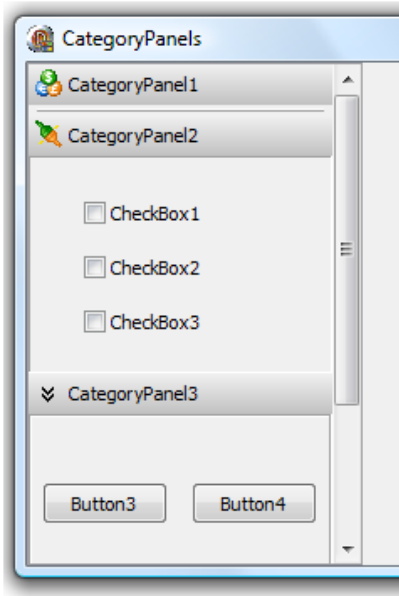 CategoryPanels
CategoryPanel1
CategoryPanel2
CheckBox1
CheckBox2
CheckBox3
CategoryPanel3
Button3 Button4